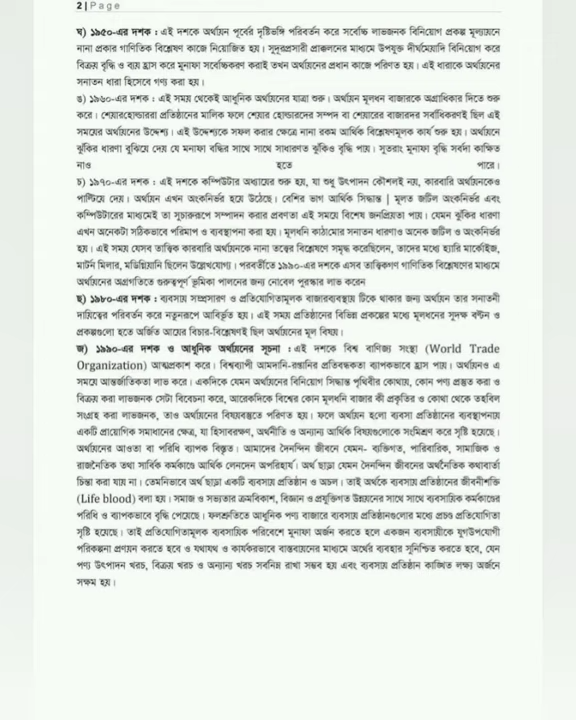 2 | P a g e
ঘ) ১৯৫০-এর দশক : এই দশকে অর্থায়ন পূর্বের দৃষ্টিভঙ্গি পরিবর্তন করে সর্বোচ্চ লাভজনক বিনিয়োগ প্রকল্প মূল্যায়নে
নানা প্রকার গাণিতিক বিশ্লেষণ কাজে নিয়োজিত হয়। সুদূরপ্রসারী প্রাক্কলনের মাধ্যমে উপযুক্ত দীর্ঘমেয়াদি বিনিয়োগ করে
বিক্রয় বৃদ্ধি ও ব্যয় হ্রাস করে মুনাফা সর্বোচ্চকরণ করাই তখন অর্থায়নের প্রধান কাজে পরিণত হয়। এই ধারাকে অর্থায়নের
সনাতন ধারা হিসেবে গণ্য করা হয়।
ঙ) ১৯৬০-এর দশক : এই সময় থেকেই আধুনিক অর্থায়নের যাত্রা শুরু। অর্থায়ন মূলধন বাজারকে অগ্রাধিকার দিতে শুরু
করে। শেয়ারহোল্ডাররা প্রতিষ্ঠানের মালিক ফলে শেয়ার হোল্ডারদের সম্পদ বা শেয়ারের বাজারদর সর্বাধিকরণই ছিল এই
সময়ের অর্থায়নের উদ্দেশ্য। এই উদ্দেশ্যকে সফল করার ক্ষেত্রে নানা রকম আর্থিক বিশ্লেষণমূলক কার্য শুরু হয়। অর্থায়নে
ঝুঁকির ধারণা বুঝিয়ে দেয় যে মুনাফা বদ্ধির সাথে সাথে সাধারণত ঝুঁকিও বৃদ্ধি পায়। সুতরাং মুনাফা বৃদ্ধি সর্বদা কাক্ষিত
নাও হতে পারে।
চ) ১৯৭০-এর দশক : এই দশকে কম্পিউটার অধ্যায়ের শুরু হয়, যা শুধু উৎপাদন কৌশলই নয়, কারবারি অর্থায়নকেও
পাল্টিয়ে দেয়। অর্থায়ন এখন অংকনির্ভর হয়ে উঠেছে। বেশির ভাগ আর্থিক সিদ্ধান্ত | মূলত জটিল অংকনির্ভর এবং
কম্পিউটারের মাধ্যমেই তা সূচারুরূপে সম্পাদন করার প্রবণতা এই সময়ে বিশেষ জনপ্রিয়তা পায়। যেমন ঝুঁকির ধারণা
এখন অনেকটা সঠিকভাবে পরিমাপ ও ব্যবস্থাপনা করা হয়। মূলধনি কাঠামোর সনাতন ধারণাও অনেক জটিল ও অংকনির্ভর
হয়। এই সময় যেসব তাত্ত্বিক কারবারি অর্থায়নকে নানা তত্ত্বের বিশ্লেষণে সমৃদ্ধ করেছিলেন, তাদের মধ্যে হ্যারি মার্কোইজ,
মার্টন মিলার, মডিগ্লিয়ানি ছিলেন উল্লেখযোগ্য। পরবর্তীতে ১৯৯০-এর দশকে এসব তাত্ত্বিকগণ গাণিতিক বিশ্লেষণের মাধ্যমে
অর্থায়নের অগ্রগতিতে গুরুত্বপূর্ণ ভূমিকা পালনের জন্য নোবেল পুরস্কার লাভ করেন
ছ) ১৯৮০-এর দশক : ব্যবসায় সম্প্রসারণ ও প্রতিযোগিতামূলক বাজারব্যবস্থায় টিকে থাকার জন্য অর্থায়ন তার সনাতনী
দায়িত্বের পরিবর্তন করে নতুনরূপে আবির্ভূত হয়। এই সময় প্রতিষ্ঠানের বিভিন্ন প্রকল্পের মধ্যে মূলধনের সুদক্ষ বণ্টন ও
প্রকল্পগুলো হতে অর্জিত আয়ের বিচার-বিশ্লেষণই ছিল অর্থায়নের মূল বিষয়।
জ) ১৯৯০-এর দশক ও আধুনিক অর্থায়নের সূচনা : এই দশকে বিশ্ব বাণিজ্য সংস্থা (World Trade
Organization) আত্মপ্রকাশ করে। বিশ্বব্যাপী আমদানি-রপ্তানির প্রতিবন্ধকতা ব্যাপকভাবে হ্রাস পায়। অর্থায়নও এ
সময়ে আন্তর্জাতিকতা লাভ করে। একদিকে যেমন অর্থায়নের বিনিয়োগ সিদ্ধান্ত পৃথিবীর কোথায়, কোন পণ্য প্রস্তুত করা ও
বিক্রয় করা লাভজনক সেটা বিবেচনা করে, আরেকদিকে বিশ্বের কোন মূলধনি বাজার কী প্রকৃতির ও কোথা থেকে তহবিল
সংগ্রহ করা লাভজনক, তাও অর্থায়নের বিষয়বস্তুতে পরিণত হয়। ফলে অর্থায়ন হলো ব্যবসা প্রতিষ্ঠানের ব্যবস্থাপনায়
একটি প্রায়োগিক সমাধানের ক্ষেত্র, যা হিসাবরক্ষণ, অর্থনীতি ও অন্যান্য আর্থিক বিষয়গুলোকে সংমিশ্রণ করে সৃষ্টি হয়েছে।
অর্থায়নের আওতা বা পরিধি ব্যাপক বিস্তৃত। আমাদের দৈনন্দিন জীবনে যেমন- ব্যক্তিগত, পারিবারিক, সামাজিক ও
রাজনৈতিক তথা সার্বিক কর্মকাণ্ডে আর্থিক লেনদেন অপরিহার্য। অর্থ ছাড়া যেমন দৈনন্দিন জীবনের অর্থনৈতিক কথাবার্তা
চিন্তা করা যায় না। তেমনিভাবে অর্থ ছাড়া একটি ব্যবসায় প্রতিষ্ঠান ও অচল। তাই অর্থকে ব্যবসায় প্রতিষ্ঠানের জীবনীশক্তি
(Life blood) বলা হয়। সমাজ ও সভ্যতার ক্রমবিকাশ, বিজ্ঞান ও প্রযুক্তিগত উন্নয়নের সাথে সাথে ব্যবসায়িক কর্মকাণ্ডের
পরিধি ও ব্যাপকভাবে বৃদ্ধি পেয়েছে। ফলশ্রুতিতে আধুনিক পণ্য বাজারে ব্যবসায় প্রতিষ্ঠানগুলোর মধ্যে প্রচণ্ড প্রতিযোগিতা
সৃষ্টি হয়েছে। তাই প্রতিযোগিতামূলক ব্যবসায়িক পরিবেশে মুনাফা অর্জন করতে হলে একজন ব্যবসায়ীকে যুগউপযোগী
পরিকল্পনা প্রণয়ন করতে হবে ও যথাযথ ও কার্যকরভাবে বাস্তবায়নের মাধ্যমে অর্থের ব্যবহার সুনিশ্চিত করতে হবে, যেন
পণ্য উৎপাদন খরচ, বিক্রয় খরচ ও অন্যান্য খরচ সর্বনিম্ন রাখা সম্ভব হয় এবং ব্যবসায় প্রতিষ্ঠান কাঙ্খিত লক্ষ্য অর্জনে
সক্ষম হয়।